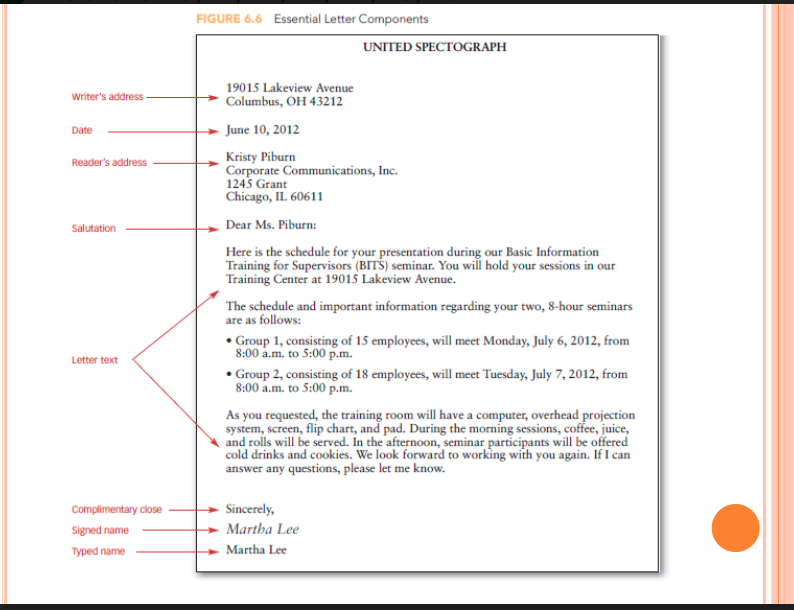 FIGURE 6.6 Essential Letter Components
UNITED SPECTOGRAPH
Writer's address
19015 Lakeview Avenue
Columbus, OH 43212
Date
June 10, 2012
Reader's address
Kristy Piburn
Corporate Communications, Inc.
1245 Grant
Chicago, IL 60611
Salutation
Dear Ms. Piburn:
Here is the schedule for your presentation during our Basic Information
Training for Supervisors (BITS) seminar. You will hold your sessions in our
Training Center at 19015 Lakeview Avenue.
The schedule and important information regarding your two, 8-hour seminars
are as follows:
• Group 1, consisting of 15 employees, will meet Monday, July 6, 2012, from
8:00 a.m. to 5:00 p.m.
Letter text
• Group 2, consisting of 18 employees, will meet Tuesday, July 7, 2012, from
8:00 a.m. to 5:00 p.m.
As you requested, the training room will have a computer, overhead projection
system, screen, flip chart, and pad. During the morning sessions, coffee, juice,
and rolls will be served. In the afternoon, seminar participants will be offered
cold drinks and cookies. We look forward to working with you again. If I can
answer any questions, please let me know.
Complimentary close
Sincerely,
Signed name
Martha Lee
Typed name
Martha Lee